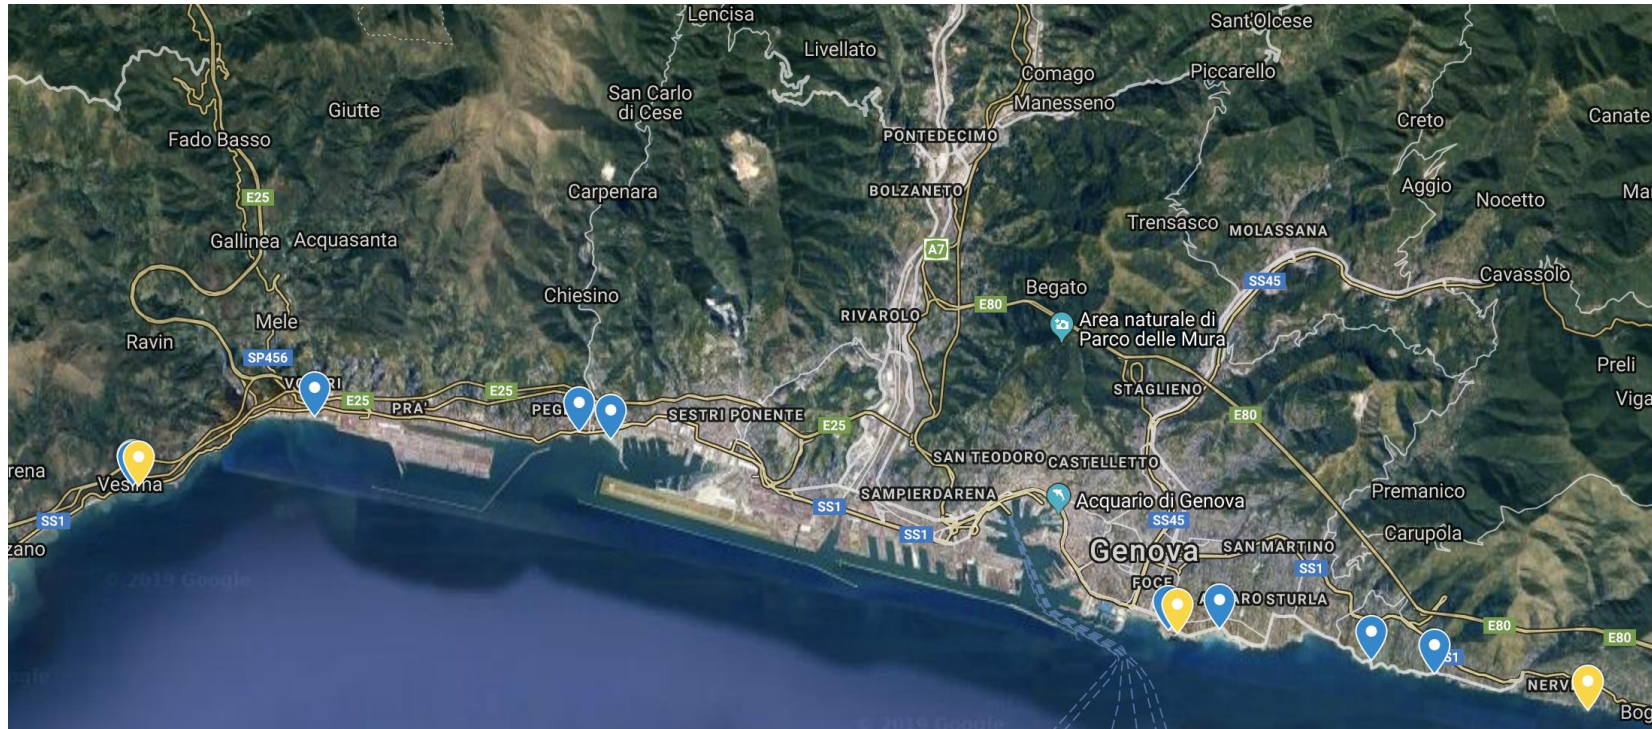 Lencisa
Sant'Olcese
Livellato
Comago
Piccarello
San Carlo
di Cese
Manesseno
Giutte
Creto
Canate
Fado Basso
PONTEDECIMO
Carpenara
BOLZANETO
Aggio
Nocetto
E25
Trensasco
MOLASSANA
Gallinea
Acquasanta
A7
Cavassolo
SS45
Chiesino
Begato
E80
RIVAROLO
Area naturale di
Parco delle Mura
Mele
Ravin
SP456
Preli
E25
STAGLIENO
E25
PRA'
SESTRI PONENTE
E80
E25
SAN TEODORO
CASTELLETTO
Vesima
SAMPIERDARENA
Acquario di Genova
Premanico
SS1
SS1
SS45
SS1
Carupola
Genova
SAN MARTINO
SS1
© 2019 Google
FOCE
STURLA
E80
E80
© 2019 Google